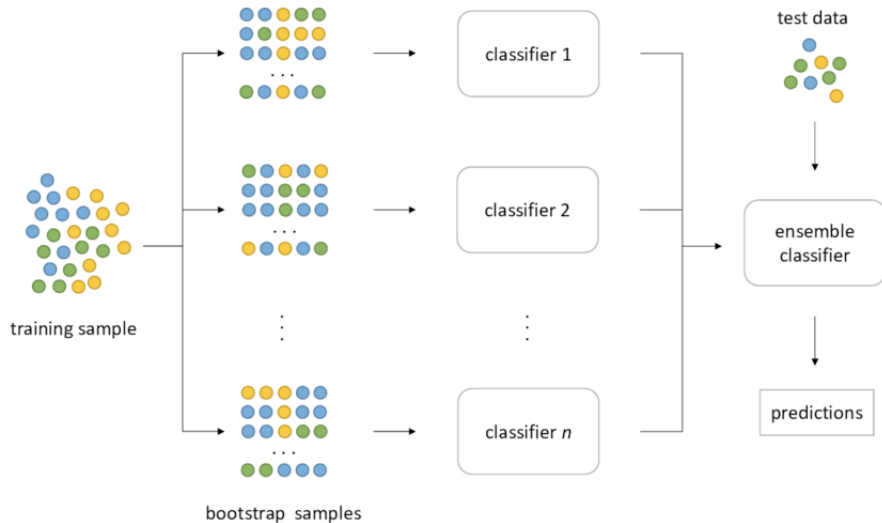 training sample
bootstrap samples
...
...
...
...
classifier 1
classifier 2
...
classifier n
test data
ensemble
classifier
predictions